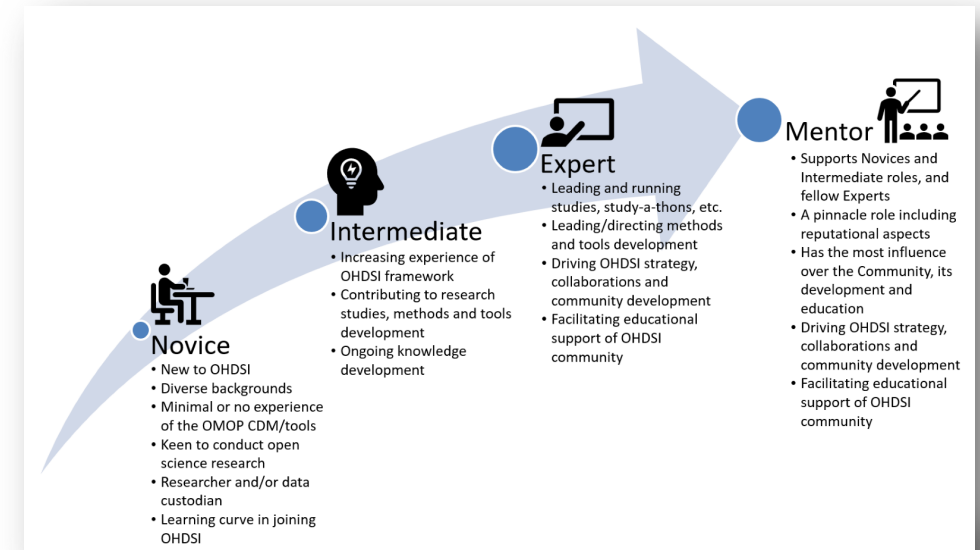 Novice
• New to OHDSI
• Diverse backgrounds
• Minimal or no experience
of the OMOP CDM/tools
• Keen to conduct open
science research
• Researcher and/or data
custodian
• Learning curve in joining
OHDSI
Intermediate
• Increasing experience of
OHDSI framework
• Contributing to research
studies, methods and tools
development
• Ongoing knowledge
development
Expert
• Leading and running
studies, study-a-thons, etc.
• Leading/directing methods
and tools development
• Driving OHDSI strategy,
collaborations and
community development
• Facilitating educational
support of OHDSI
community
Mentor
• Supports Novices and
Intermediate roles, and
fellow Experts
• A pinnacle role including
reputational aspects
• Has the most influence
over the Community, its
development and
education
• Driving OHDSI strategy,
collaborations and
community development
• Facilitating educational
support of OHDSI
community